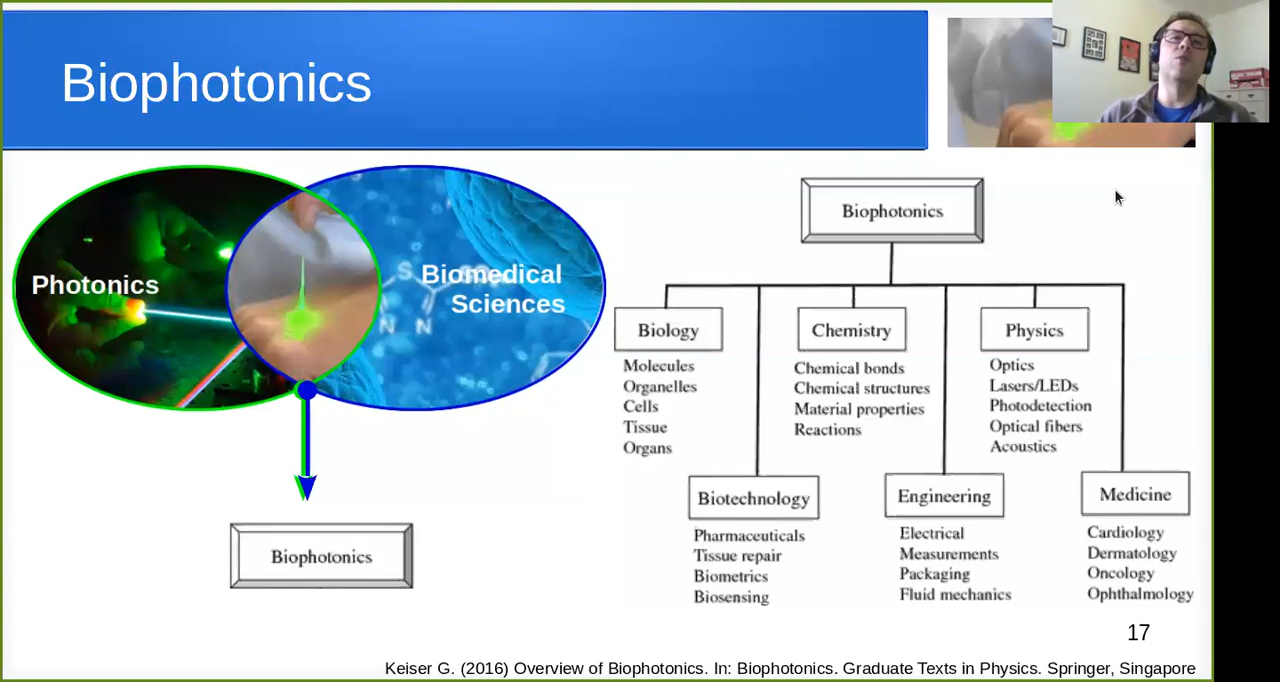 Biophotonics
Photonics
Biomedical
Sciences
S
N N
Biophotonics
Biophotonics
Biology
Molecules
Organelles
Cells
Tissue
Organs
Chemistry
Chemical bonds
Chemical structures
Material properties
Reactions
Physics
Optics
Lasers/LEDs
Photodetection
Optical fibers
Acoustics
Biotechnology
Pharmaceuticals
Tissue repair
Biometrics
Biosensing
Engineering
Electrical
Measurements
Packaging
Fluid mechanics
Medicine
Cardiology
Dermatology
Oncology
Ophthalmology
17
Keiser G. (2016) Overview of Biophotonics. In: Biophotonics. Graduate Texts in Physics. Springer, Singapore